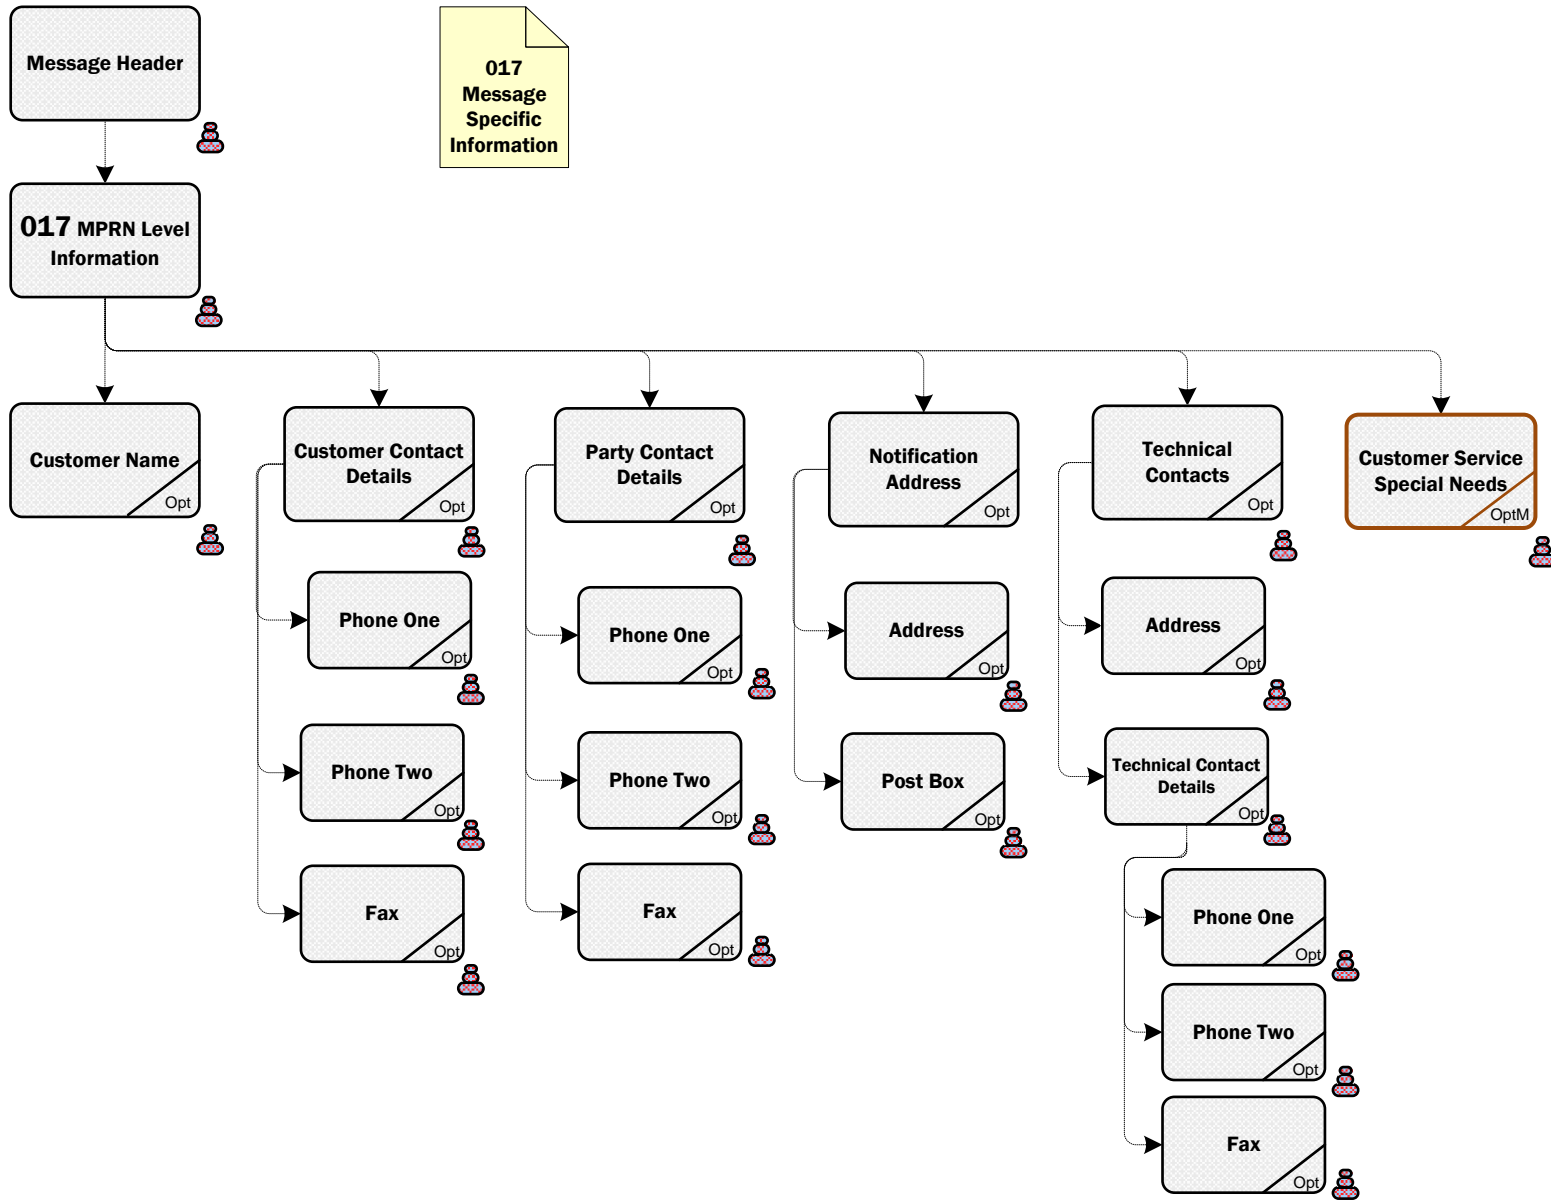 Message Header
017
Message
Specific
Information
017 MPRN Level
Information
Customer Name
Opt
Customer Contact
Details
Opt
Party Contact
Details
Opt
Notification
Address
Opt
Technical
Contacts
Opt
Customer Service
Special Needs
OptM
Phone One
Opt
Phone Two
Opt
Fax
Opt
Phone One
Opt
Phone Two
Opt
Fax
Opt
Address
Opt
Post Box
Opt
Address
Opt
Technical Contact
Details
Opt
Phone One
Opt
Phone Two
Opt
Fax
Opt